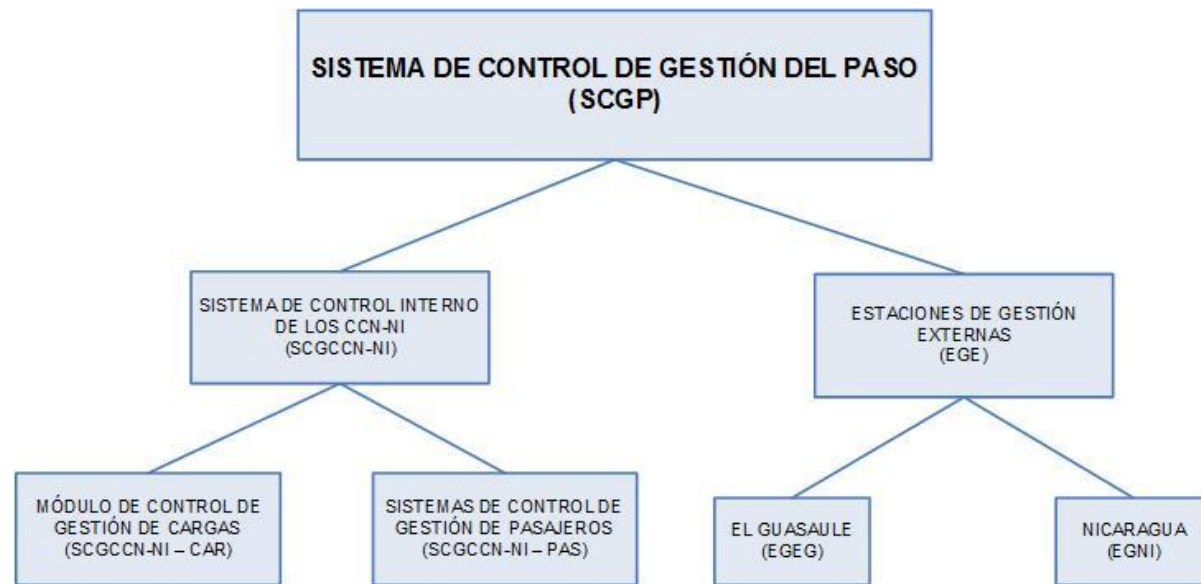 SISTEMA DE CONTROL DE GESTIÓN DEL PASO
(SCGP)
SISTEMA DE CONTROL INTERNO
DE LOS CCN-NI
(SCGCCN-NI)
ESTACIONES DE GESTIÓN
EXTERNAS
(EGE)
MÓDULO DE CONTROL DE
GESTIÓN DE CARGAS
(SCGCCN-NI – CAR)
SISTEMAS DE CONTROL DE
GESTIÓN DE PASAJEROS
(SCGCCN-NI – PAS)
EL GUASAULE
(EGEG)
NICARAGUA
(EGNI)